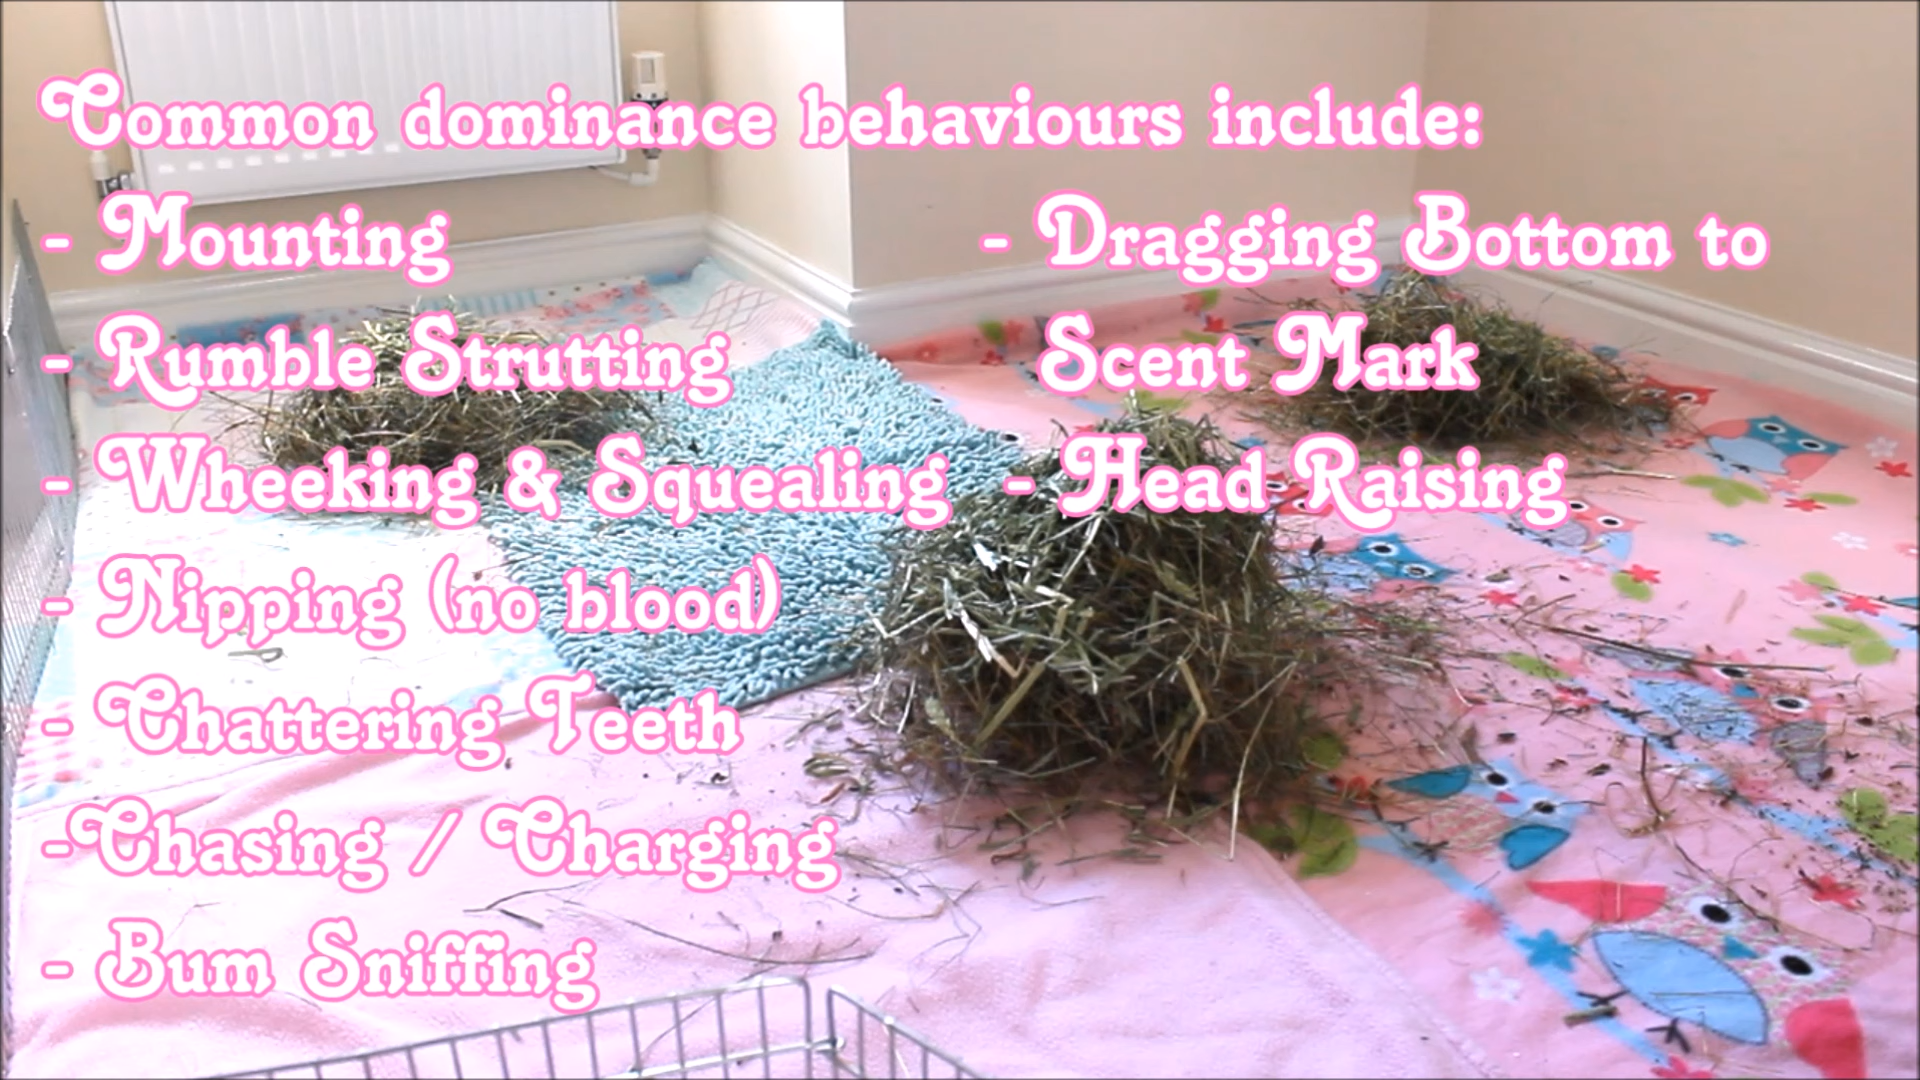 Common dominance behaviours include:
- Mounting
- Rumble Strutting
- Wheeking & Squealing
- Nipping (no blood)
- Chattering Teeth
-Chasing / Charging
- Bum Sniffing
- Dragging Bottom to
Scent Mark
- Head Raising